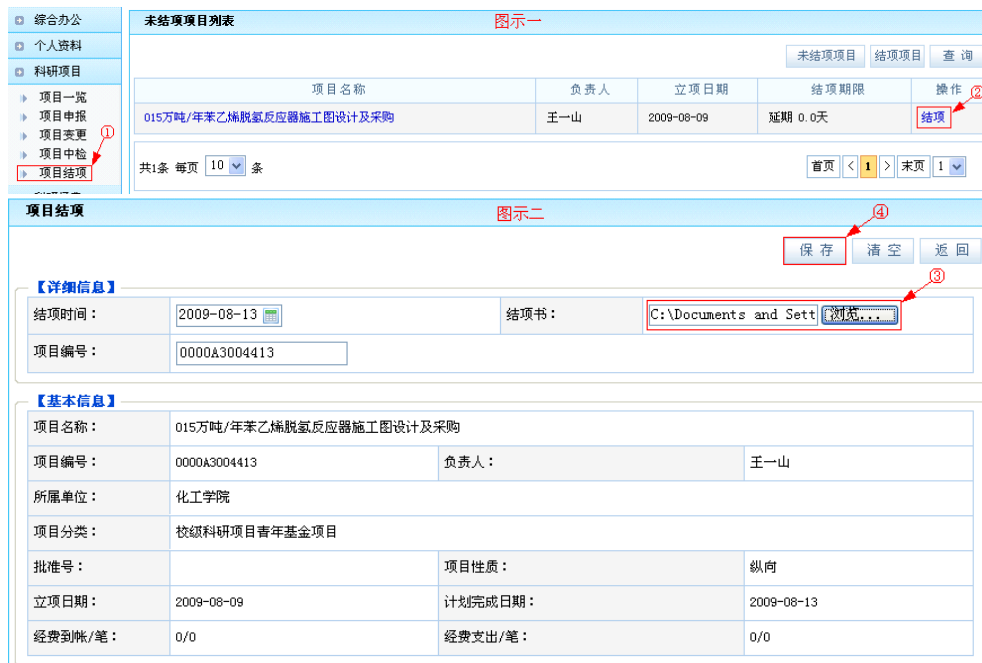 综合办公
个人资料
科研项目
项目一览
项目申报
项目变更
项目中检
项目结项
①
未结项项目列表
图示一
未结项项目 结项项目 查 询
项目名称 负责人 立项日期 结项期限 操作
②
015万吨/年苯乙烯脱氢反应器施工图设计及采购 王一山 2009-08-09 延期 0.0天 结项
共1条 每页 10 条 首页 < 1 > 末页 1
项目结项 图示二 ④
保 存 清 空 返 回
③
【详细信息】
结项时间： 2009-08-13 结项书： C:\Documents and Sett 浏览...
项目编号： 0000A3004413
【基本信息】
项目名称： 015万吨/年苯乙烯脱氢反应器施工图设计及采购
项目编号： 0000A3004413 负责人： 王一山
所属单位： 化工学院
项目分类： 校级科研项目青年基金项目
批准号： 项目性质： 纵向
立项日期： 2009-08-09 计划完成日期： 2009-08-13
经费到帐/笔： 0/0 经费支出/笔： 0/0